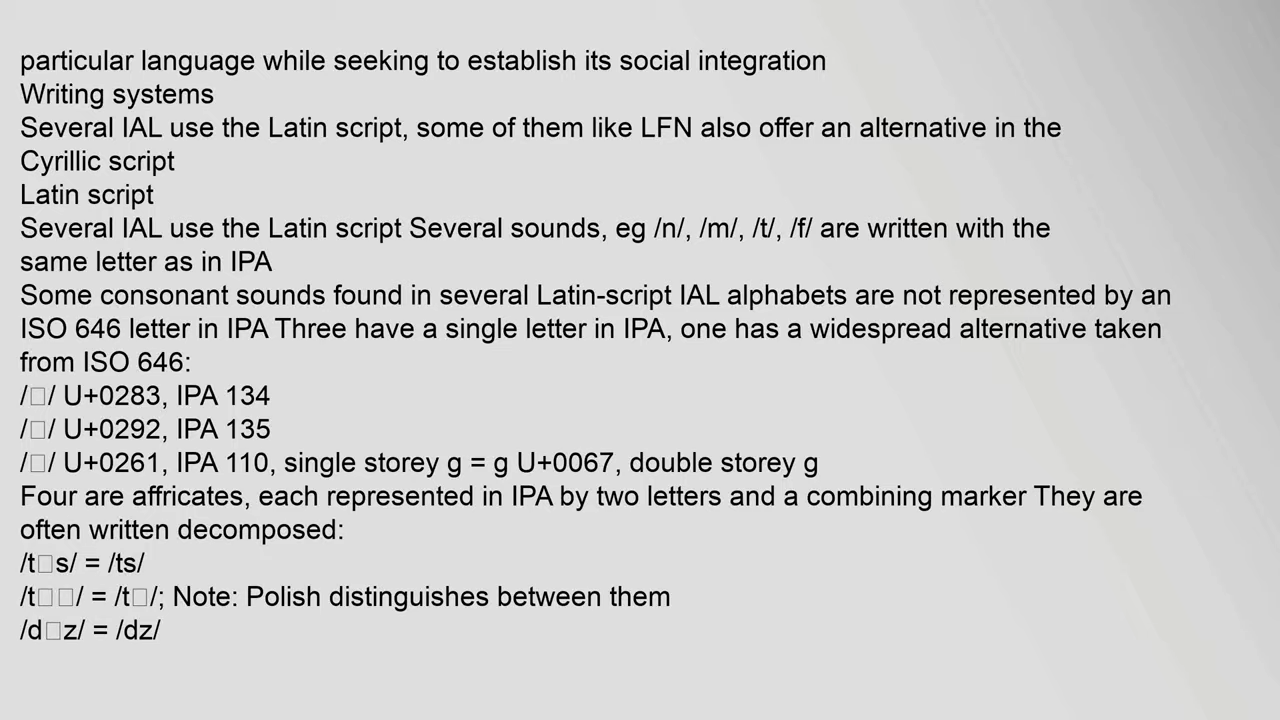 particular language while seeking to establish its social integration
Writing systems
Several IAL use the Latin script, some of them like LFN also offer an alternative in the
Cyrillic script
Latin script
Several IAL use the Latin script Several sounds, eg /n/, /m/, /t/, /f/ are written with the
same letter as in IPA
Some consonant sounds found in several Latin-script IAL alphabets are not represented by an
ISO 646 letter in IPA Three have a single letter in IPA, one has a widespread alternative taken
from ISO 646:
/□/ U+0283, IPA 134
/□/ U+0292, IPA 135
/□/ U+0261, IPA 110, single storey g = g U+0067, double storey g
Four are affricates, each represented in IPA by two letters and a combining marker They are
often written decomposed:
/t□s/ = /ts/
/t□□/ = /t□/; Note: Polish distinguishes between them
/d□z/ = /dz/